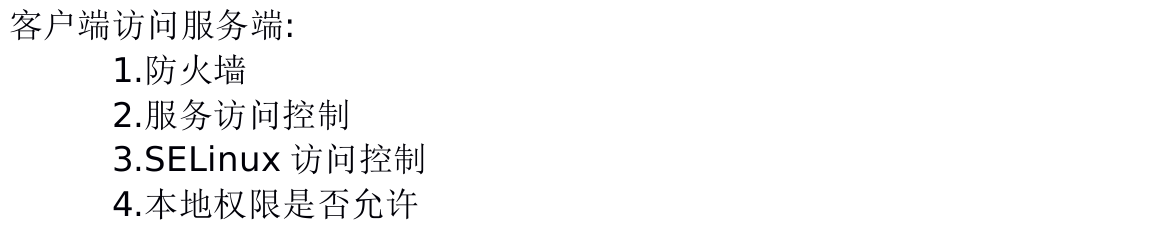 客户端访问服务端:
1.防火墙
2.服务访问控制
3.SELinux 访问控制
4.本地权限是否允许